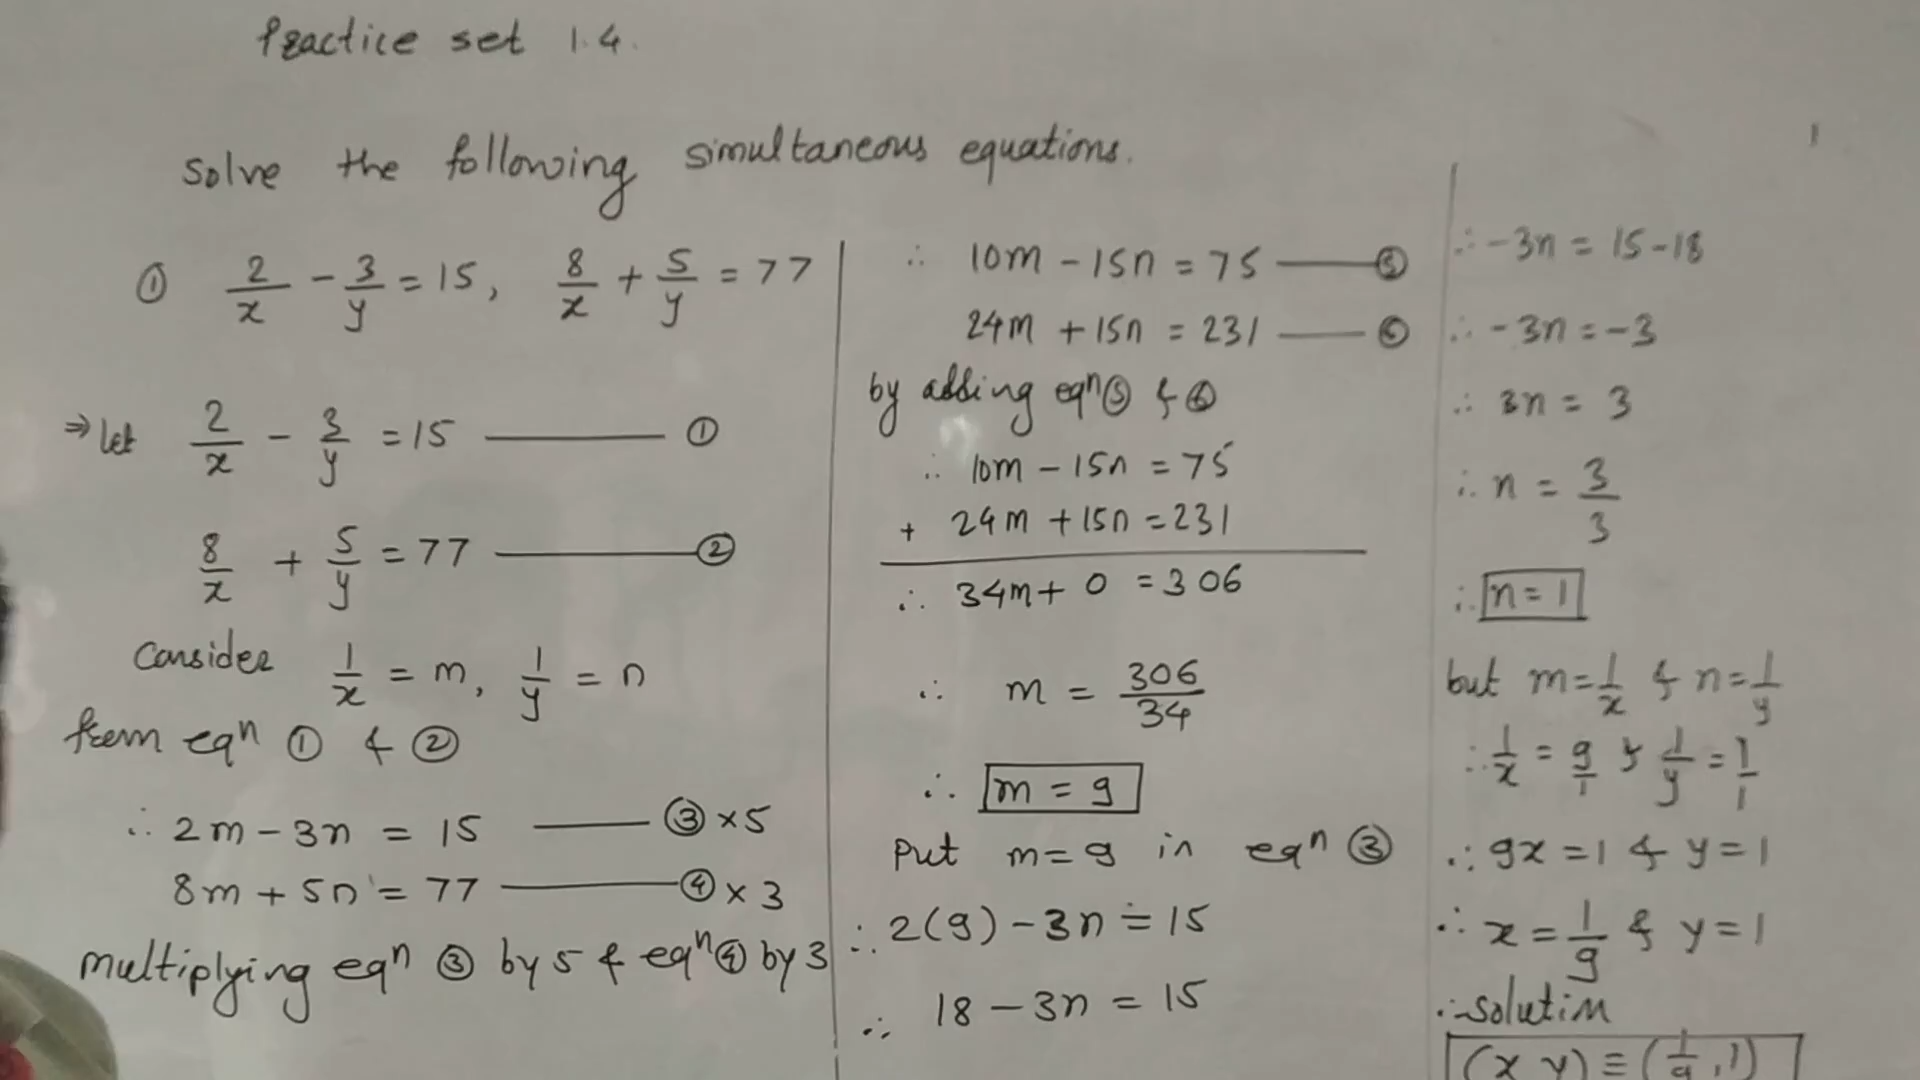 Practice set 1.4.
Solve the following simultaneous equations.
① 2/x - 3/y = 15, 8/x + 5/y = 77
⇒ let 2/x - 3/y = 15 —— ①
8/x + 5/y = 77 —— ②
Consider 1/x = m, 1/y = n
from eqⁿ ① & ②
∴ 2m - 3n = 15 —— ③ × 5
8m + 5n = 77 —— ④ × 3
multiplying eqⁿ ③ by 5 & eqⁿ ④ by 3
∴ 10m - 15n = 75 —— ⑤
24m + 15n = 231 —— ⑥
by adding eqⁿ ⑤ & ⑥
∴ 10m - 15n = 75
+ 24m + 15n = 231
∴ 34m + 0 = 306
∴ m = 306/34
∴ m = 9
Put m = 9 in eqⁿ ③
∴ 2(9) - 3n = 15
∴ 18 - 3n = 15
∴ -3n = 15 - 18
∴ -3n = -3
∴ 3n = 3
∴ n = 3/3
∴ n = 1
but m = 1/x & n = 1/y
∴ 1/x = 9/1 & 1/y = 1/1
∴ 9x = 1 & y = 1
∴ x = 1/9 & y = 1
∴ solution
(x y) ≡ (1/9, 1)